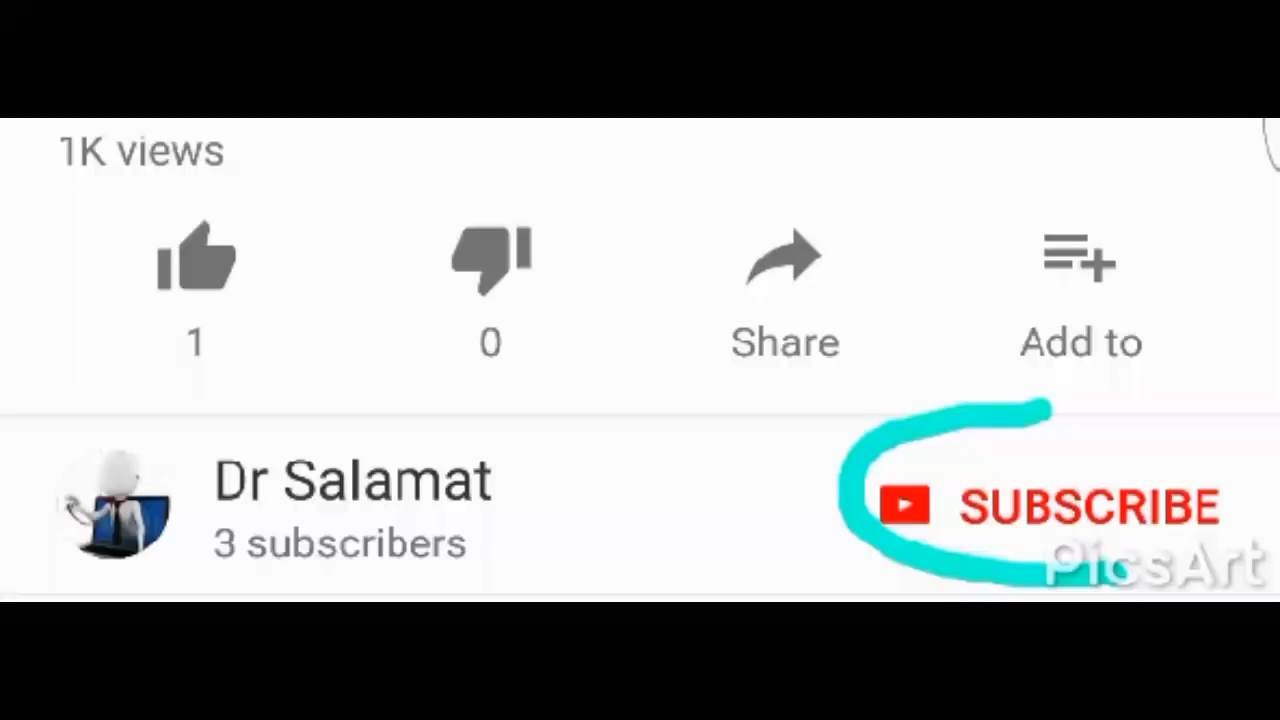 1K views
1 0 Share Add to
Dr Salamat
3 subscribers
SUBSCRIBE
PicsArt